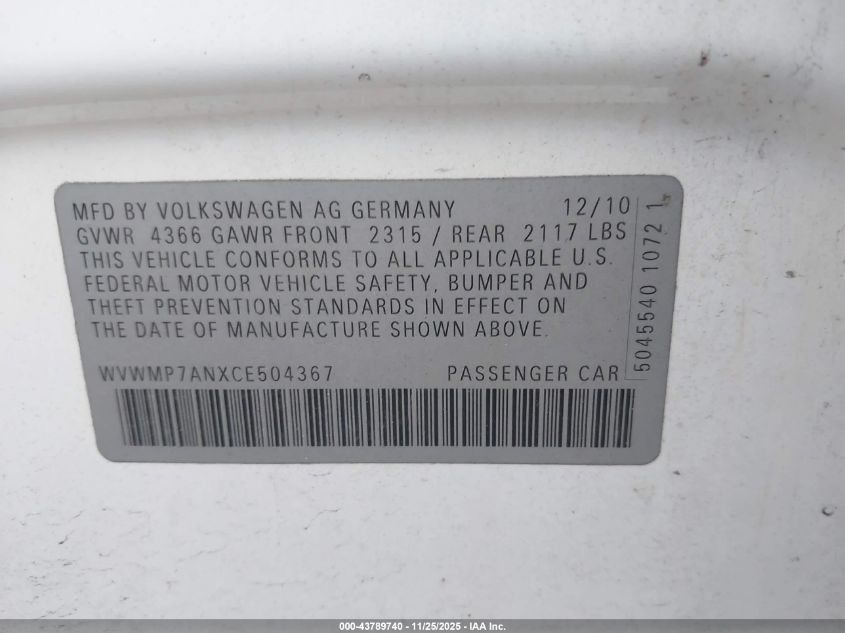 MFD BY VOLKSWAGEN AG GERMANY 12/10
GVWR 4366 GAWR FRONT 2315 / REAR 2117 LBS
THIS VEHICLE CONFORMS TO ALL APPLICABLE U.S.
FEDERAL MOTOR VEHICLE SAFETY, BUMPER AND
THEFT PREVENTION STANDARDS IN EFFECT ON
THE DATE OF MANUFACTURE SHOWN ABOVE.
WVWMP7ANXCE504367 PASSENGER CAR
5045540 1072 1
000-43789740 - 11/25/2025 - IAA Inc.